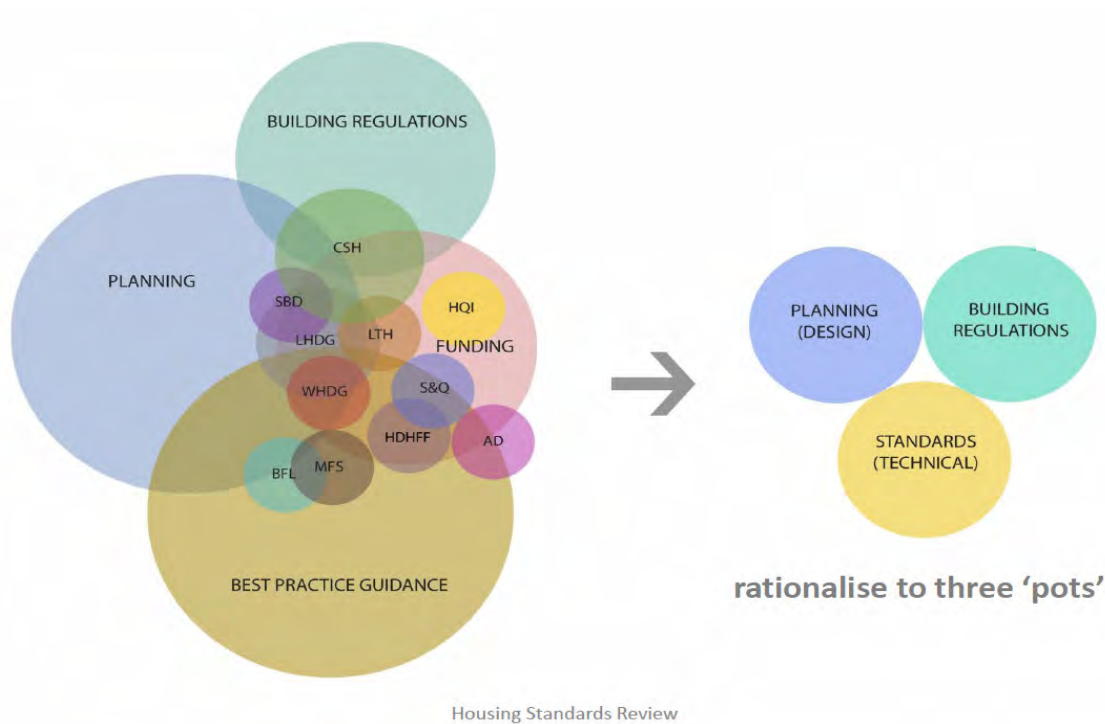 BUILDING REGULATIONS
CSH
PLANNING
SBD
HQI
LHDG
LTH
FUNDING
WHDG
S&Q
HDHFF
AD
BFL
MFS
BEST PRACTICE GUIDANCE
PLANNING
(DESIGN)
BUILDING
REGULATIONS
STANDARDS
(TECHNICAL)
rationalise to three ‘pots’
Housing Standards Review